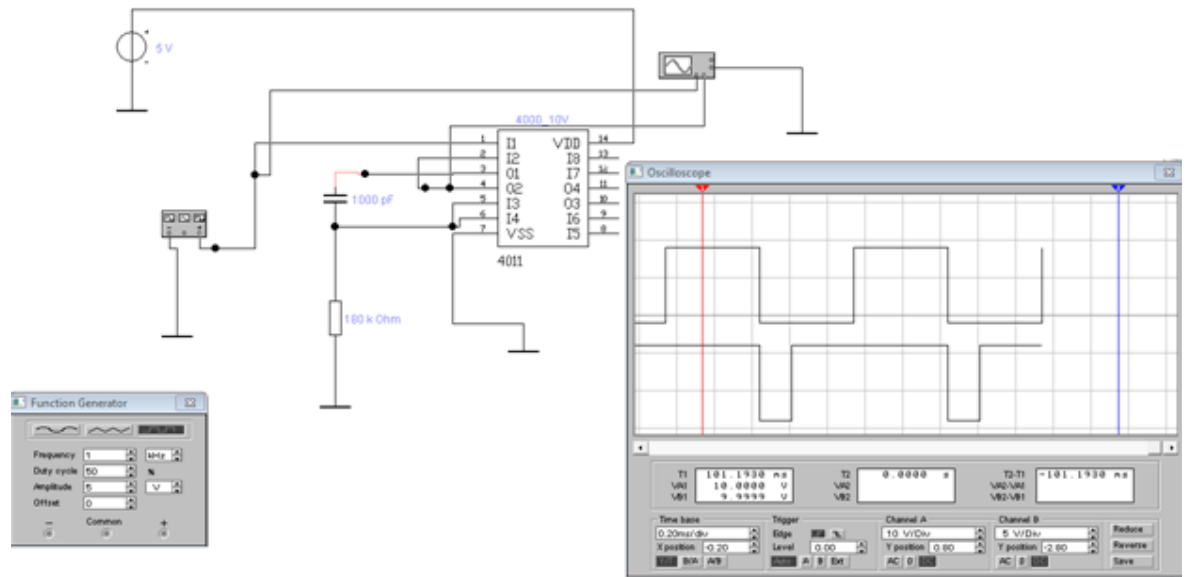 5 V
4000_10V
1 I1 VDD 14
2 I2 I8 13
3 O1 I7 12
4 O2 O4 11
5 I3 O3 10
6 I4 I6 9
7 VSS I5 8
4011
1000 pF
180 k Ohm
Function Generator
Frequency 1 kHz
Duty cycle 50 %
Amplitude 5 V
Offset 0
− Common +
Oscilloscope
T1 101.1930 ms T2 0.0000 s T2-T1 -101.1930 ms
VA1 10.0000 V VA2 VA2-VA1
VB1 9.9999 V VB2 VB2-VB1
Time base Trigger Channel A Channel B
0.20ms/div Edge 10 V/Div 5 V/Div Reduce
X position -0.20 Level 0.00 Y position 0.80 Y position -2.80 Reverse
Y/T B/A A/B Auto A B Ext AC 0 DC AC 0 DC Save